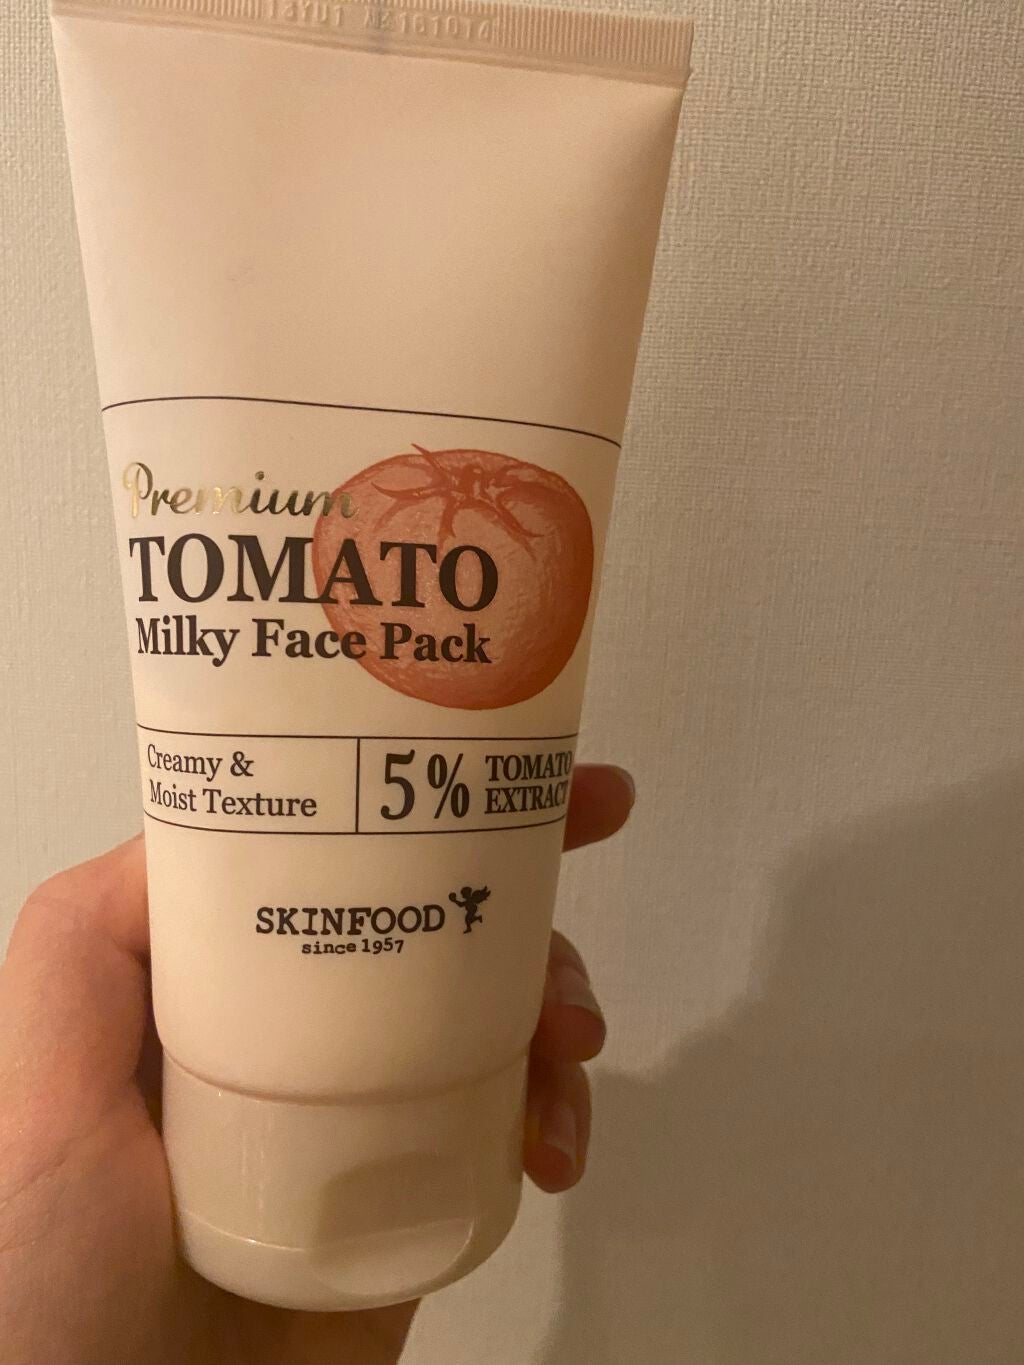 Premium
TOMATO
Milky Face Pack
Creamy &
Moist Texture
5%
TOMATO
EXTRACT
SKINFOOD
since 1957